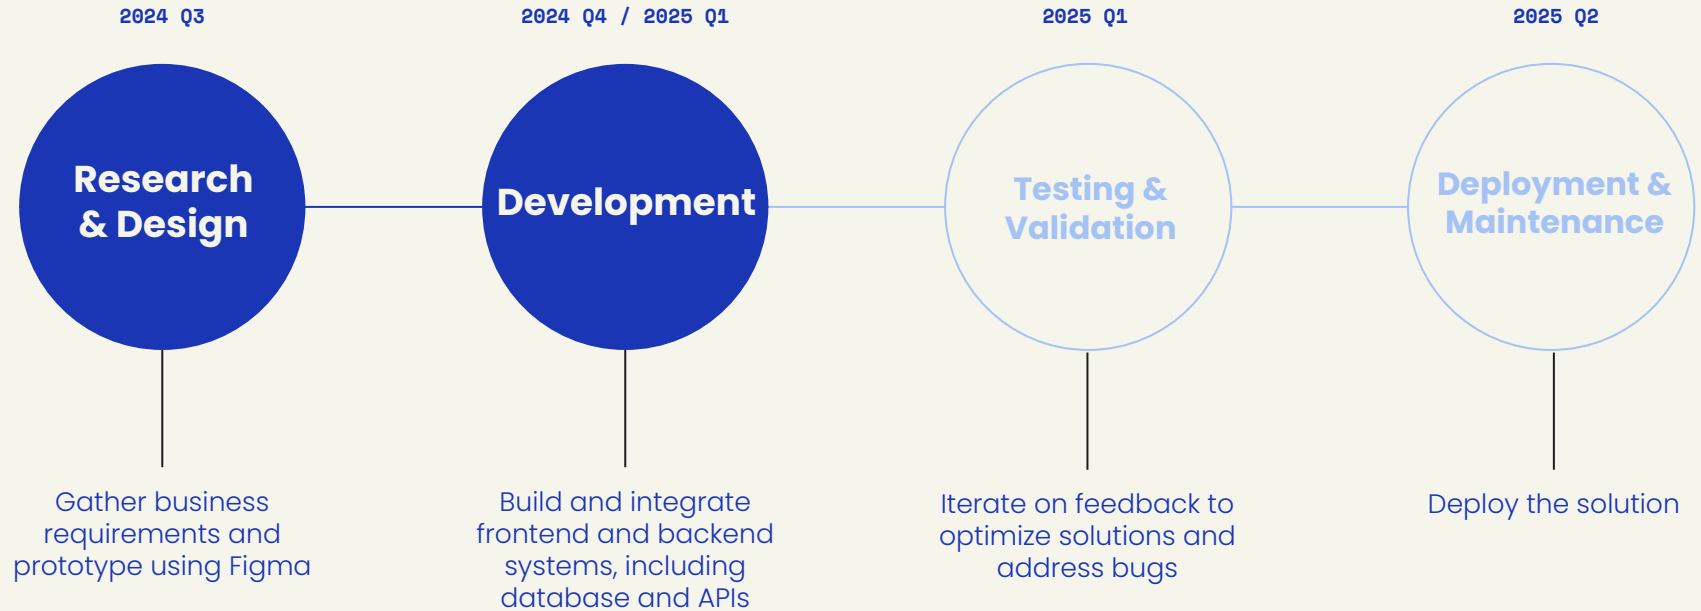 2024 Q3
Research
& Design
Gather business
requirements and
prototype using Figma
2024 Q4 / 2025 Q1
Development
Build and integrate
frontend and backend
systems, including
database and APIs
2025 Q1
Testing &
Validation
Iterate on feedback to
optimize solutions and
address bugs
2025 Q2
Deployment &
Maintenance
Deploy the solution